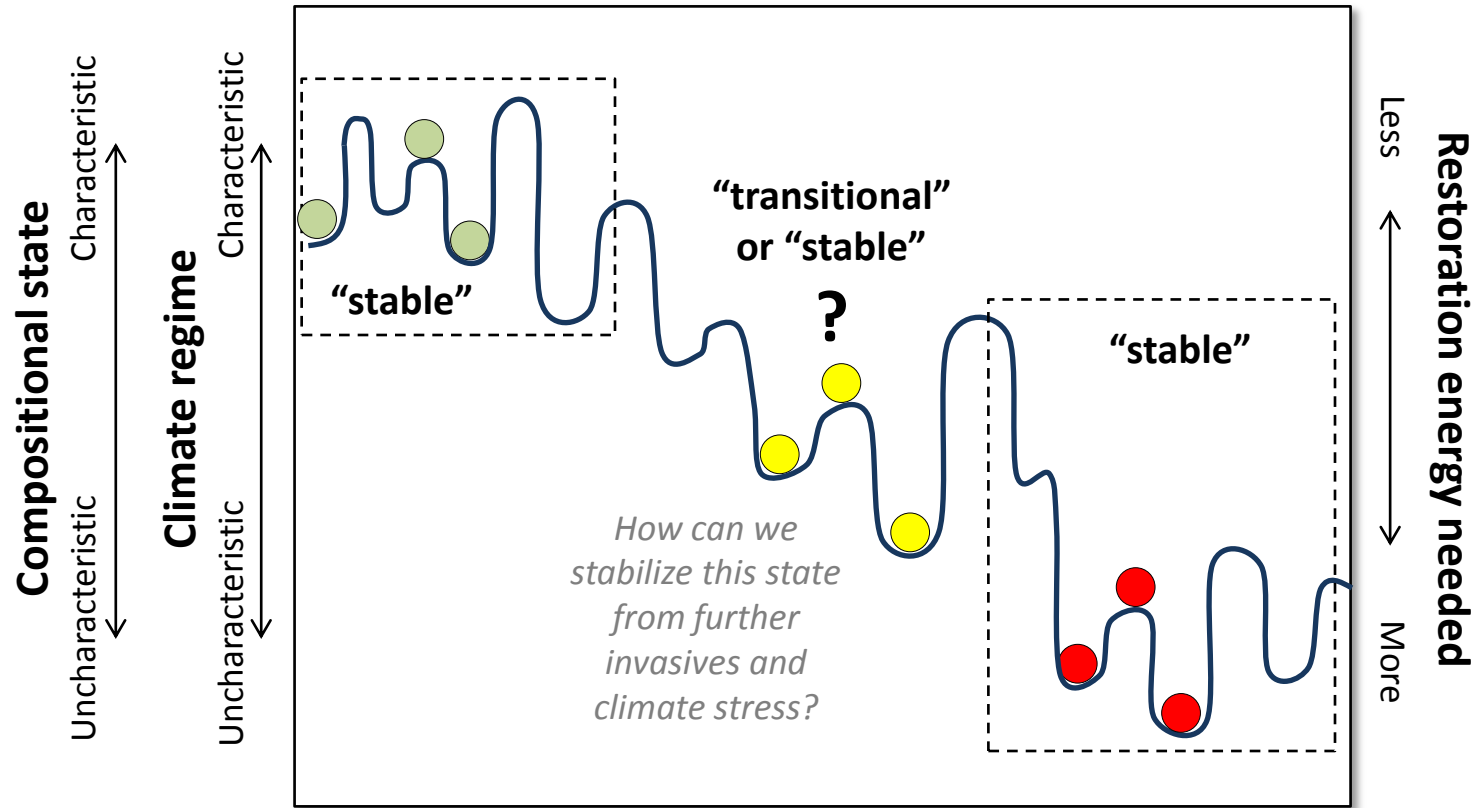 Compositional state
Characteristic
Uncharacteristic
Climate regime
Characteristic
Uncharacteristic
“stable”
“transitional”
or “stable”
?
“stable”
How can we
stabilize this state
from further
invasives and
climate stress?
Less
More
Restoration energy needed